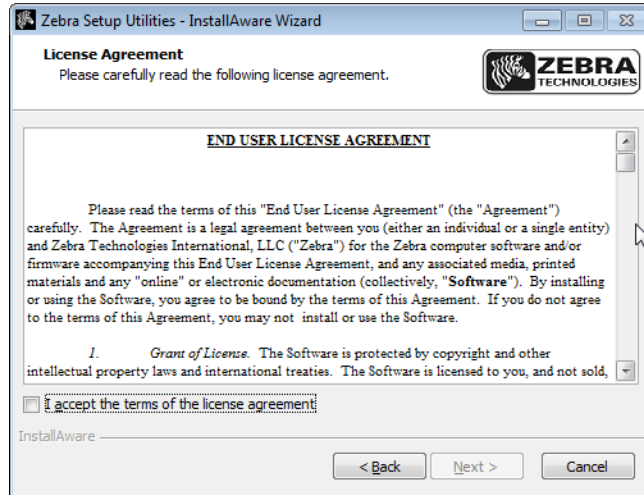 Zebra Setup Utilities - InstallAware Wizard
License Agreement
Please carefully read the following license agreement.
ZEBRA
TECHNOLOGIES
END USER LICENSE AGREEMENT
Please read the terms of this "End User License Agreement" (the "Agreement")
carefully.  The Agreement is a legal agreement between you (either an individual or a single entity)
and Zebra Technologies International, LLC ("Zebra") for the Zebra computer software and/or
firmware accompanying this End User License Agreement, and any associated media, printed
materials and any "online" or electronic documentation (collectively, "Software").  By installing
or using the Software, you agree to be bound by the terms of this Agreement.  If you do not agree
to the terms of this Agreement, you may not  install or use the Software.
1. Grant of License.  The Software is protected by copyright and other
intellectual property laws and international treaties.  The Software is licensed to you, and not sold,
I accept the terms of the license agreement
InstallAware
< Back Next > Cancel